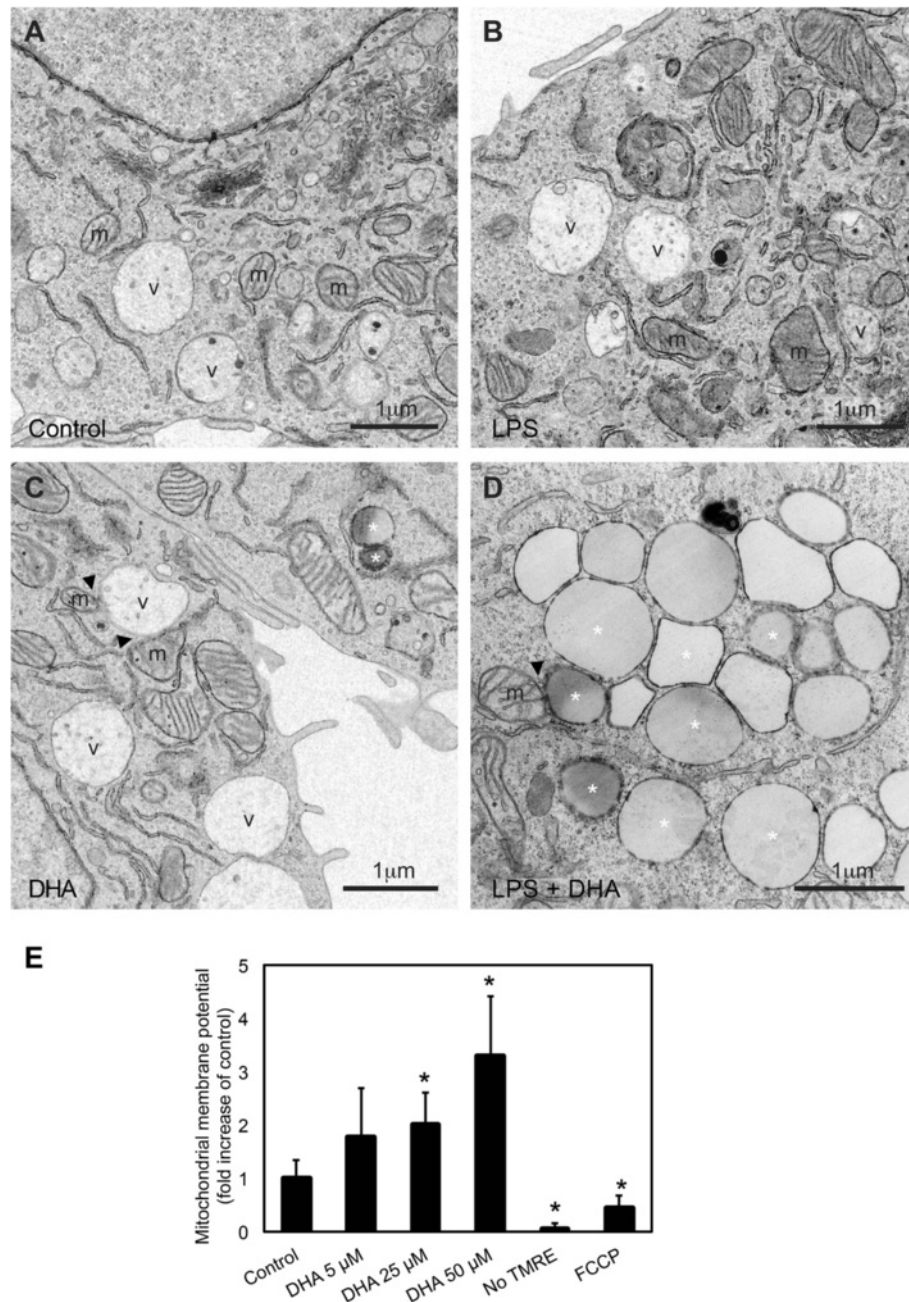 A
m
m
m
v
v
Control
1µm
B
v
v
v
m
m
LPS
1µm
C
*
*
m
v
m
v
v
DHA
1µm
D
*
*
*
m
*
*
*
*
*
LPS + DHA
1µm
E
Mitochondrial membrane potential
(fold increase of control)
5
4
3
2
1
0
*
*
*
*
Control
DHA 5 µM
DHA 25 µM
DHA 50 µM
No TMRE
FCCP